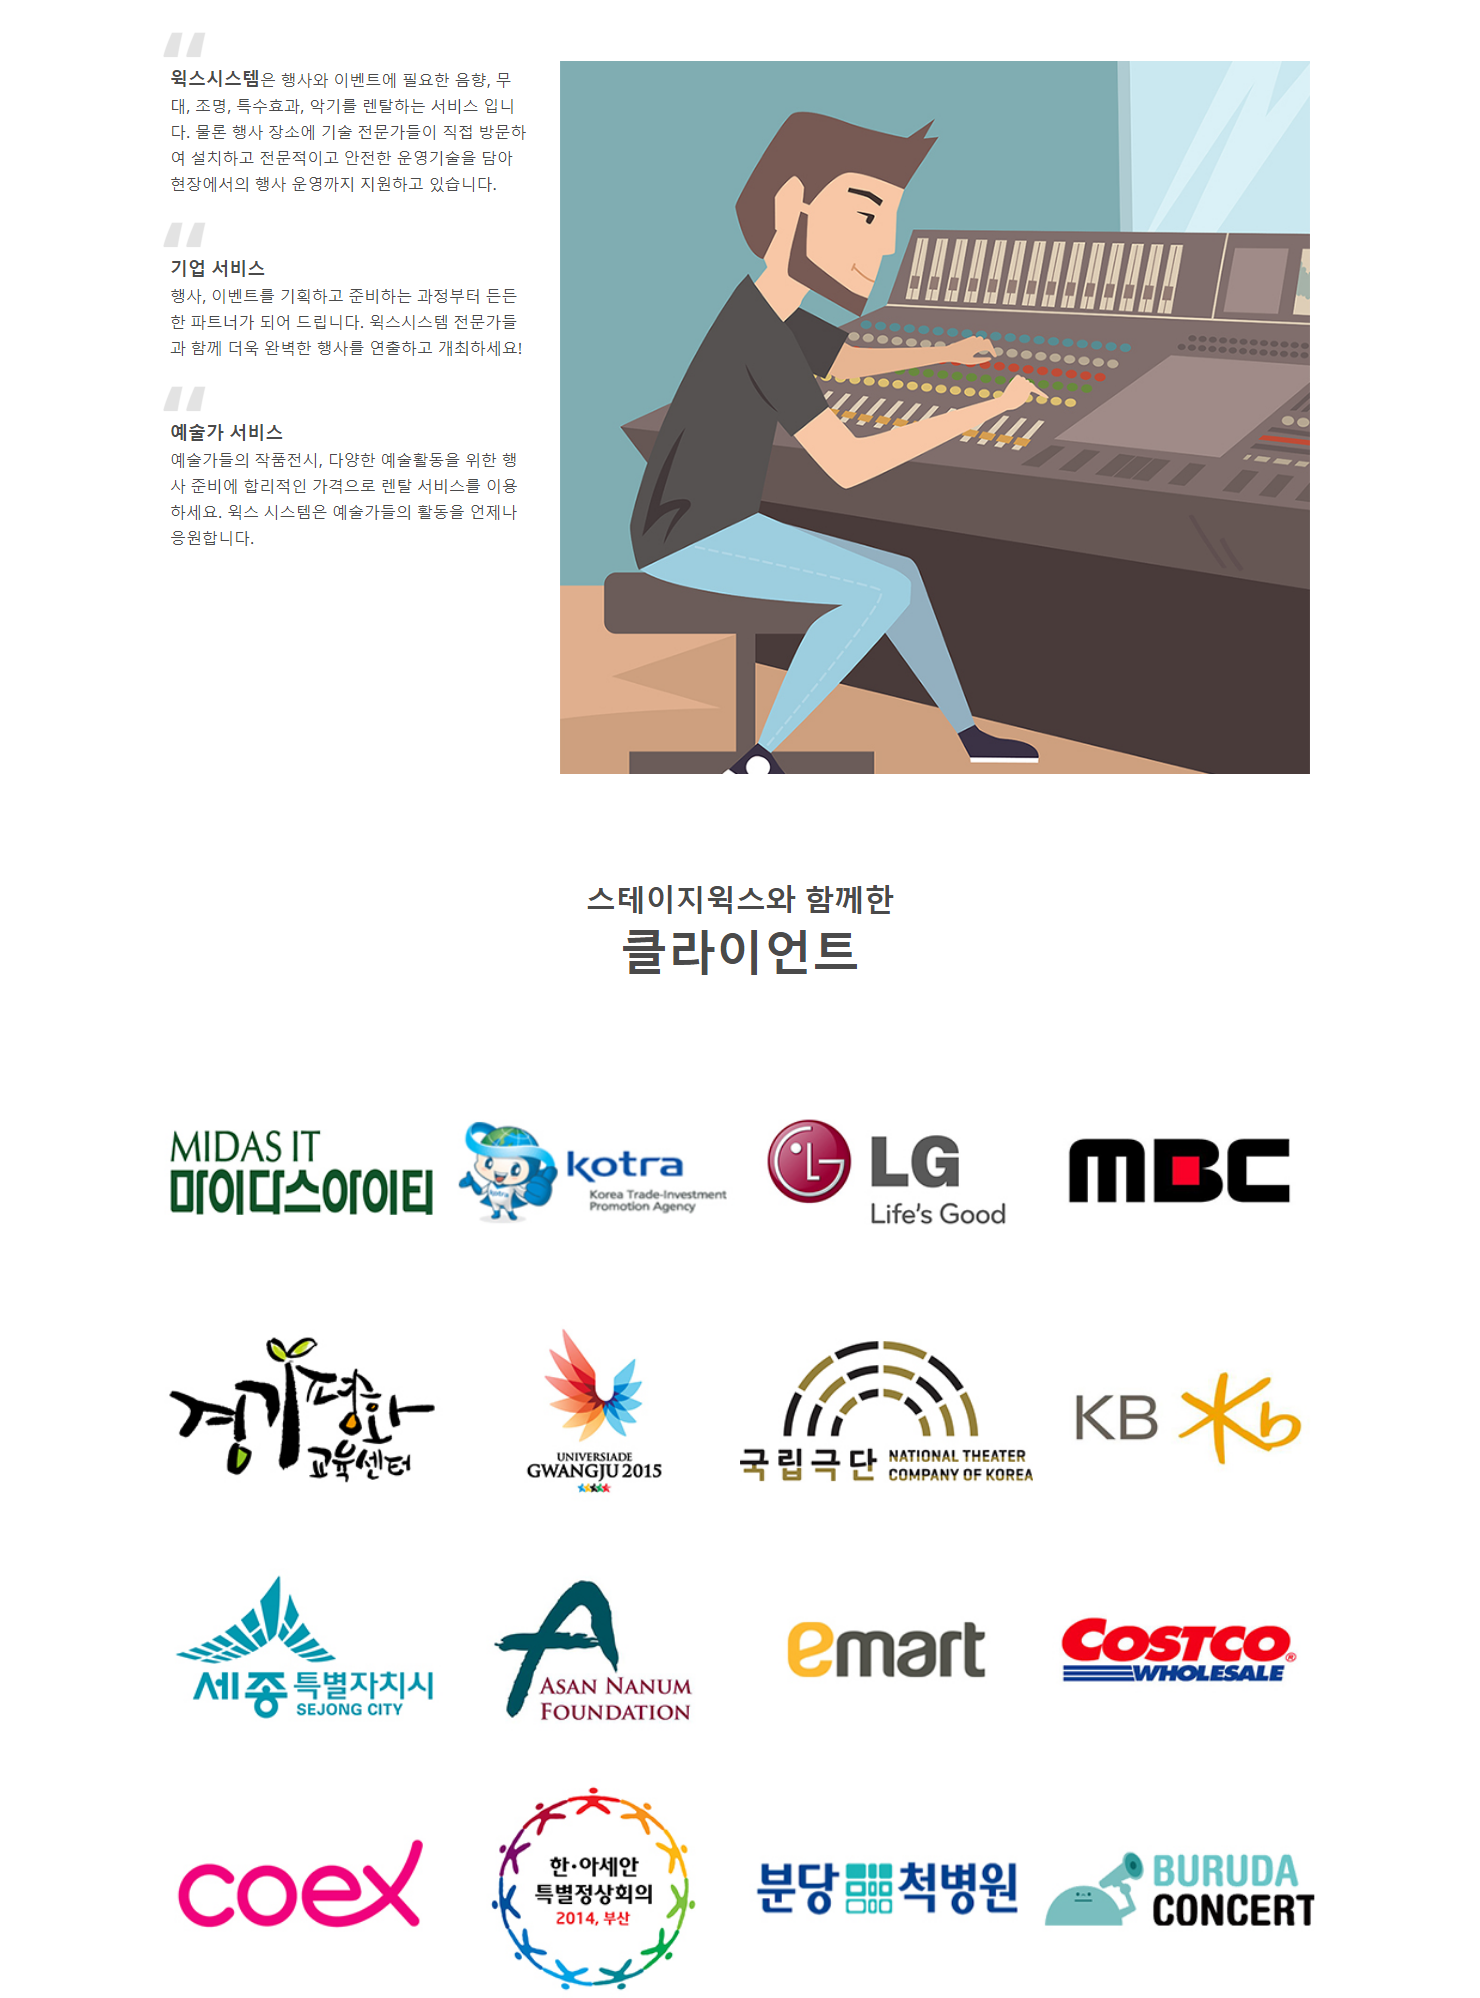 윅스시스템은 행사와 이벤트에 필요한 음향, 무
대, 조명, 특수효과, 악기를 렌탈하는 서비스 입니
다. 물론 행사 장소에 기술 전문가들이 직접 방문하
여 설치하고 전문적이고 안전한 운영기술을 담아
현장에서의 행사 운영까지 지원하고 있습니다.
기업 서비스
행사, 이벤트를 기획하고 준비하는 과정부터 든든
한 파트너가 되어 드립니다. 윅스시스템 전문가들
과 함께 더욱 완벽한 행사를 연출하고 개최하세요!
예술가 서비스
예술가들의 작품전시, 다양한 예술활동을 위한 행
사 준비에 합리적인 가격으로 렌탈 서비스를 이용
하세요. 윅스 시스템은 예술가들의 활동을 언제나
응원합니다.
스테이지윅스와 함께한
클라이언트
MIDAS IT
마이다스아이티
kotra
kotra
Korea Trade-Investment
Promotion Agency
LG
Life's Good
MBC
경기평화
교육센터
UNIVERSIADE
GWANGJU 2015
국립극단
NATIONAL THEATER
COMPANY OF KOREA
KB
세종특별자치시
SEJONG CITY
ASAN NANUM
FOUNDATION
emart
COSTCO
WHOLESALE
coex
한·아세안
특별정상회의
2014, 부산
분당척병원
BURUDA
CONCERT